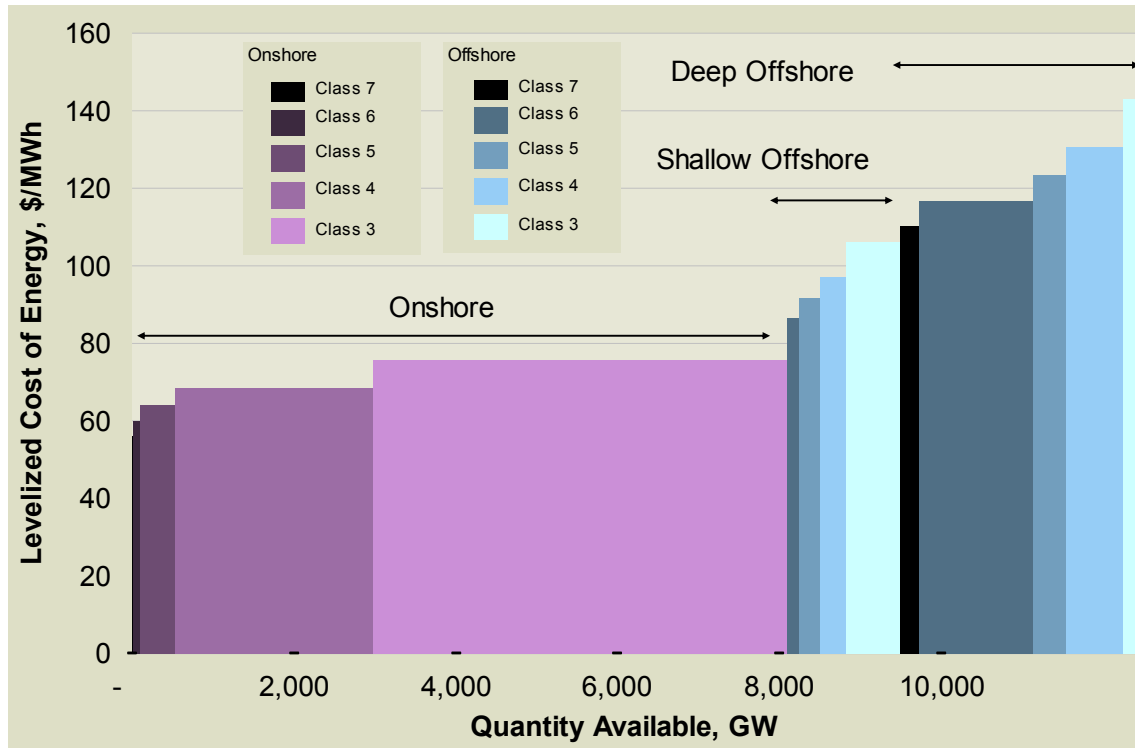 160
140
120
100
80
60
40
20
0
Levelized Cost of Energy, $/MWh
Onshore
Class 7
Class 6
Class 5
Class 4
Class 3
Offshore
Class 7
Class 6
Class 5
Class 4
Class 3
Deep Offshore
Shallow Offshore
Onshore
- 2,000 4,000 6,000 8,000 10,000
Quantity Available, GW